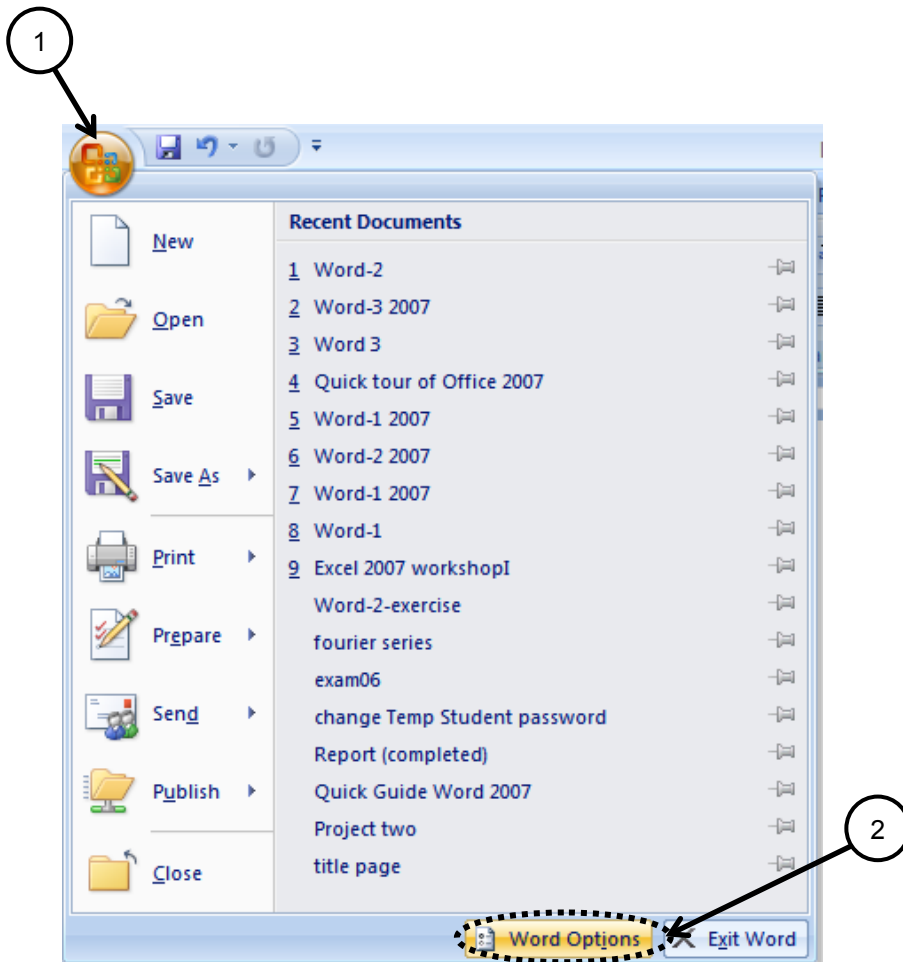 1
New
Open
Save
Save As
Print
Prepare
Send
Publish
Close
Recent Documents
1 Word-2
2 Word-3 2007
3 Word 3
4 Quick tour of Office 2007
5 Word-1 2007
6 Word-2 2007
7 Word-1 2007
8 Word-1
9 Excel 2007 workshopI
Word-2-exercise
fourier series
exam06
change Temp Student password
Report (completed)
Quick Guide Word 2007
Project two
title page
2
Word Options
Exit Word